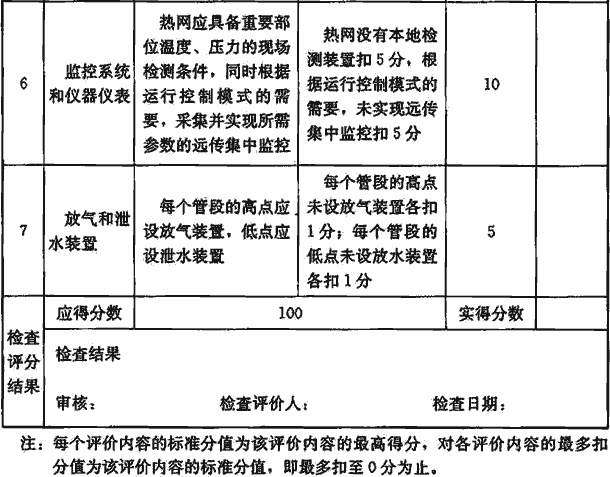 6
监控系统
和仪器仪表
热网应具备重要部
位温度、压力的现场
检测条件，同时根据
运行控制模式的需
要，采集并实现所需
参数的远传集中监控
热网没有本地检
测装置扣5分，根
据运行控制模式的
需要，未实现远传
集中监控扣5分
10
7
放气和泄
水装置
每个管段的高点应
设放气装置，低点应
设泄水装置
每个管段的高点
未设放气装置各扣
1分；每个管段的
低点未设放水装置
各扣1分
5
检查
评分
结果
应得分数
100
实得分数
检查结果
审核：
检查评价人：
检查日期：
注：每个评价内容的标准分值为该评价内容的最高得分，对各评价内容的最多扣
分值为该评价内容的标准分值，即最多扣至0分为止。